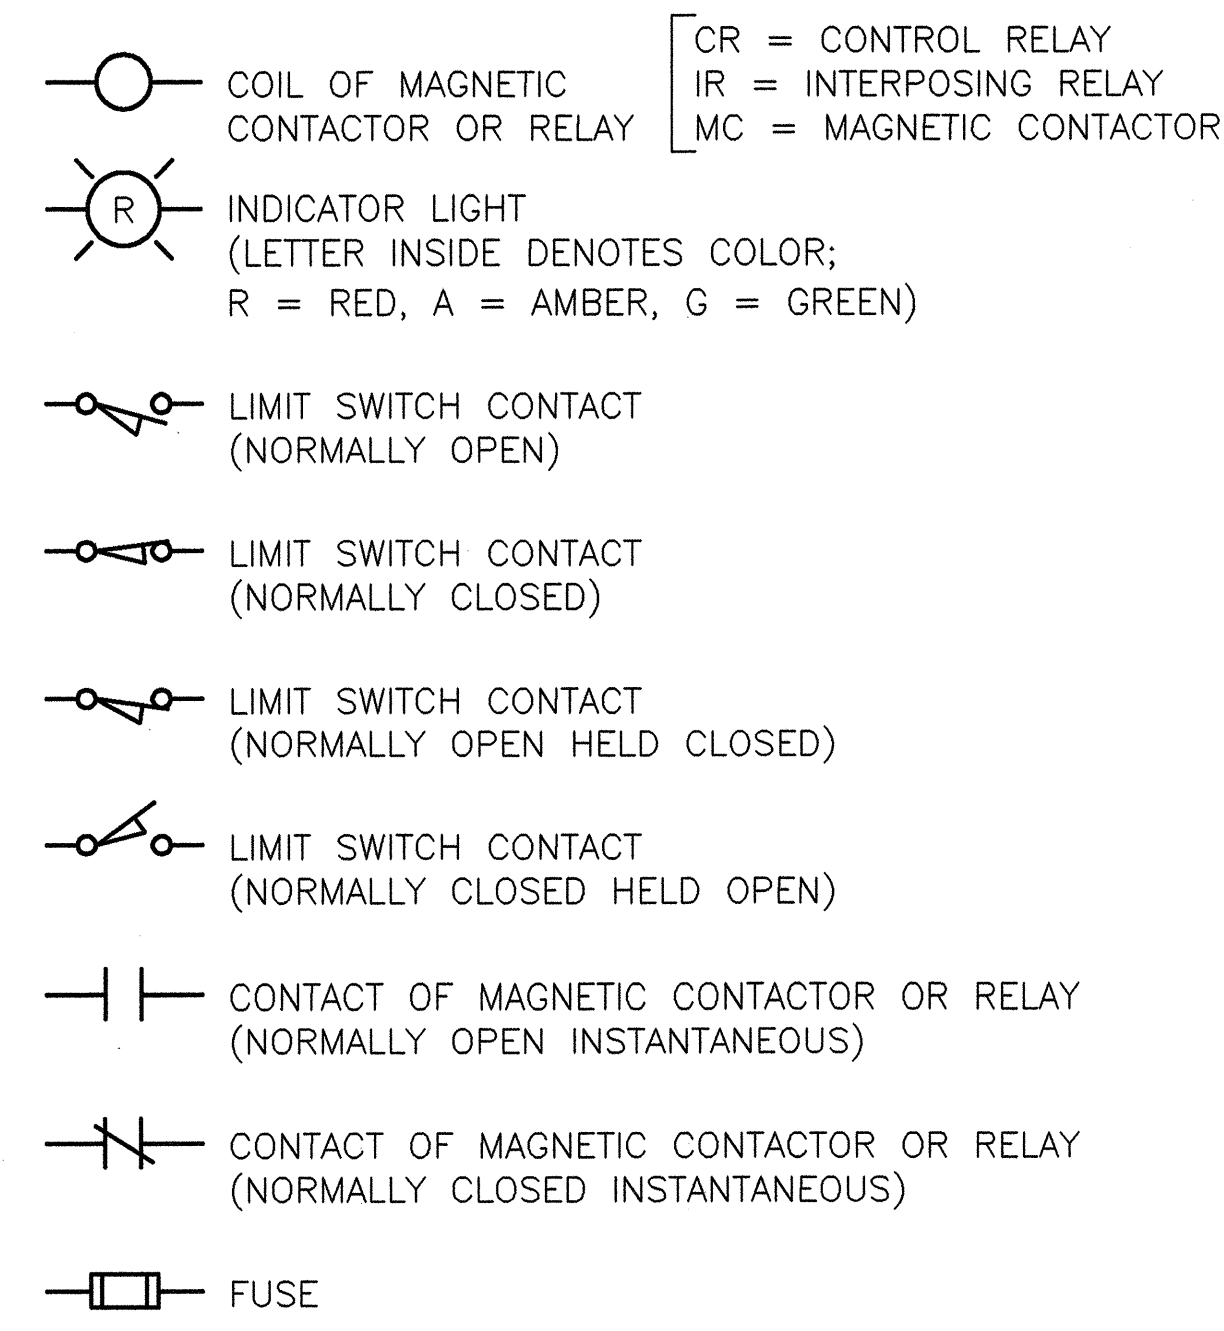 COIL OF MAGNETIC
CONTACTOR OR RELAY
CR = CONTROL RELAY
IR = INTERPOSING RELAY
MC = MAGNETIC CONTACTOR
R
INDICATOR LIGHT
(LETTER INSIDE DENOTES COLOR;
R = RED, A = AMBER, G = GREEN)
LIMIT SWITCH CONTACT
(NORMALLY OPEN)
LIMIT SWITCH CONTACT
(NORMALLY CLOSED)
LIMIT SWITCH CONTACT
(NORMALLY OPEN HELD CLOSED)
LIMIT SWITCH CONTACT
(NORMALLY CLOSED HELD OPEN)
CONTACT OF MAGNETIC CONTACTOR OR RELAY
(NORMALLY OPEN INSTANTANEOUS)
CONTACT OF MAGNETIC CONTACTOR OR RELAY
(NORMALLY CLOSED INSTANTANEOUS)
FUSE